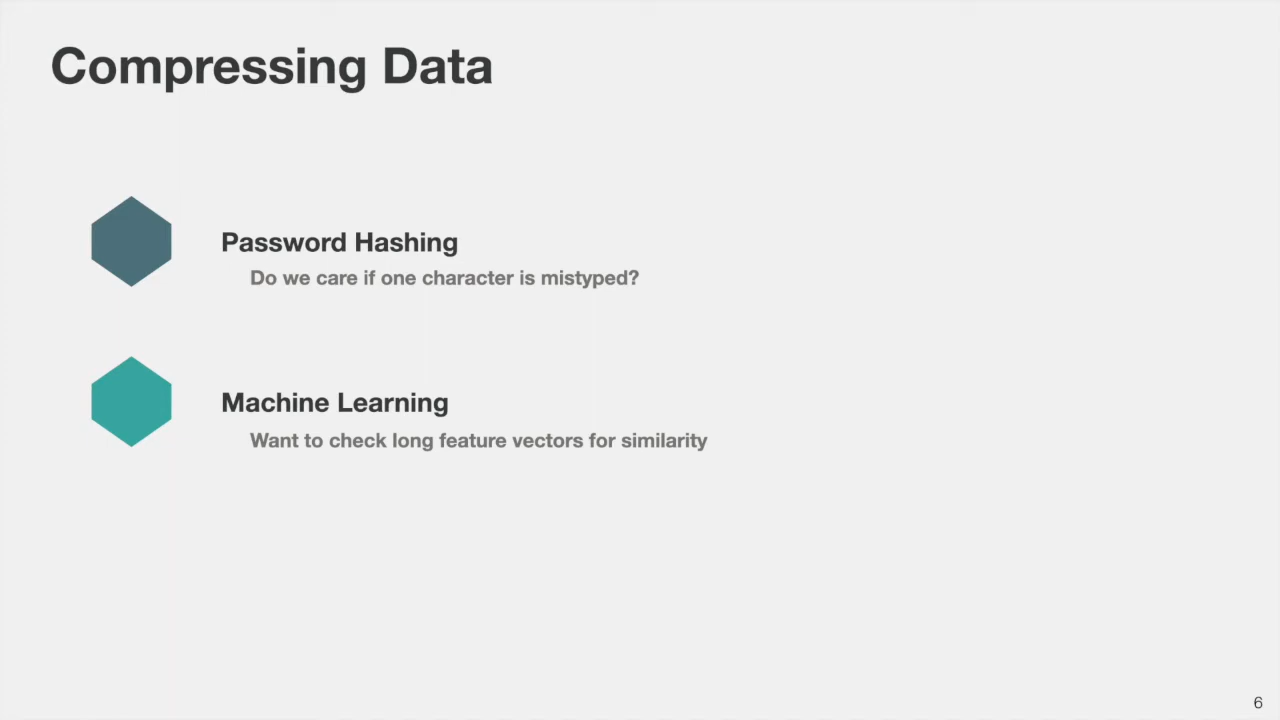 Compressing Data
Password Hashing
Do we care if one character is mistyped?
Machine Learning
Want to check long feature vectors for similarity
6